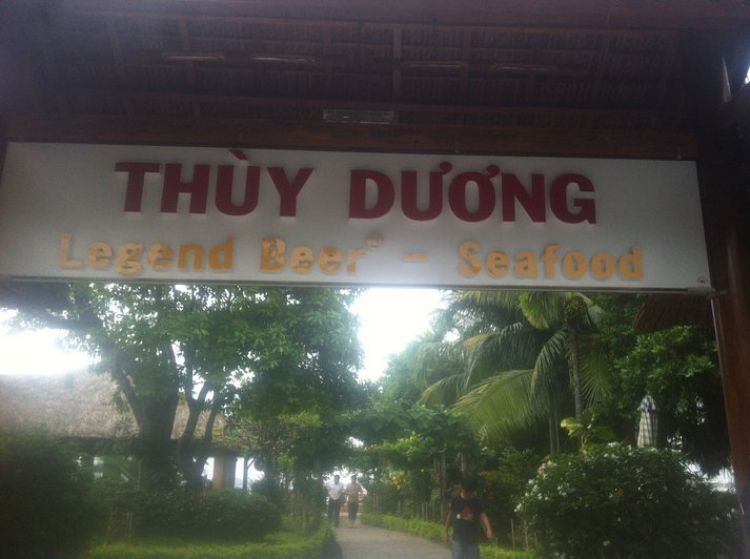 THÙY DƯƠNG
Legend Beer® - Seafood